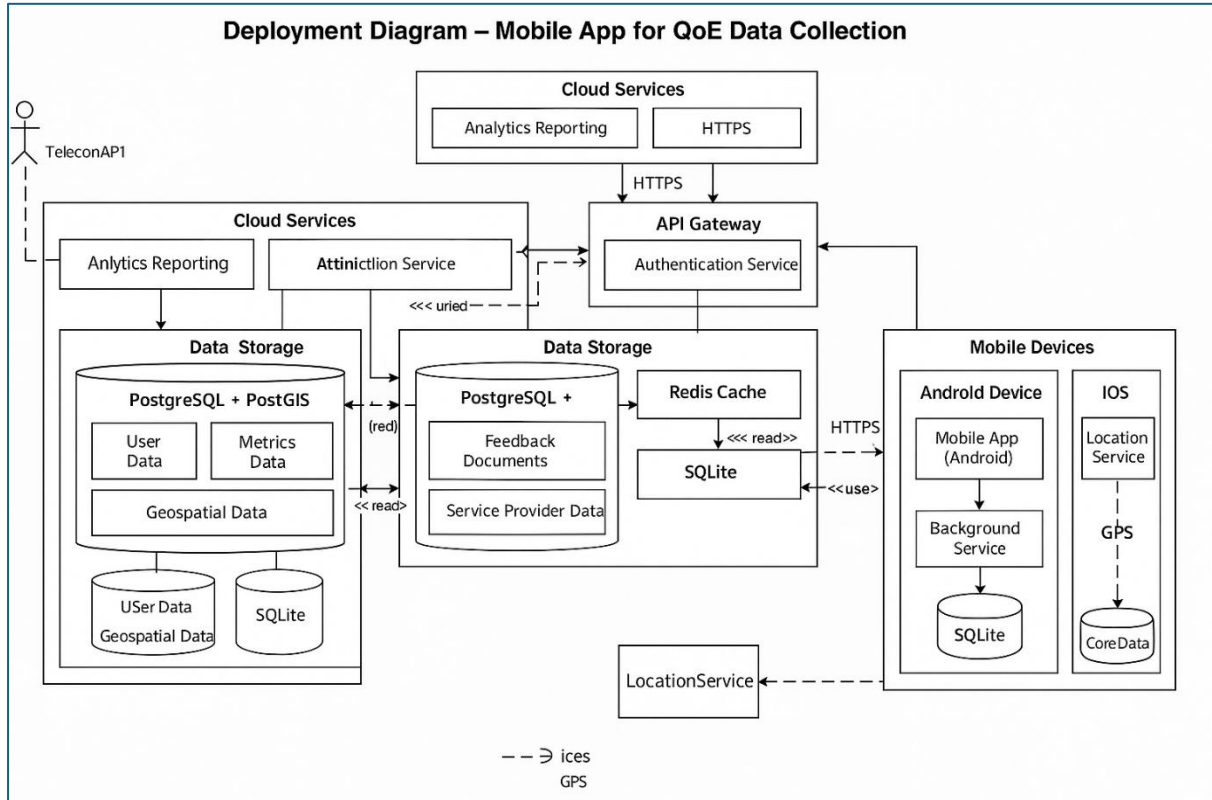 Deployment Diagram – Mobile App for QoE Data Collection
Cloud Services
Analytics Reporting
HTTPS
TeleconAP1
HTTPS
Cloud Services
Anlytics Reporting
Attinictlion Service
API Gateway
Authentication Service
<<< uried
Data Storage
PostgreSQL + PostGIS
User
Data
Metrics
Data
Geospatial Data
USer Data
Geospatial Data
SQLite
(red)
<< read>
Data Storage
PostgreSQL +
Feedback
Documents
Service Provider Data
Redis Cache
<<< read>>
SQLite
HTTPS
<<use>
Mobile Devices
Android Device
Mobile App
(Android)
Background
Service
SQLite
IOS
Location
Service
GPS
CoreData
LocationService
ices
GPS